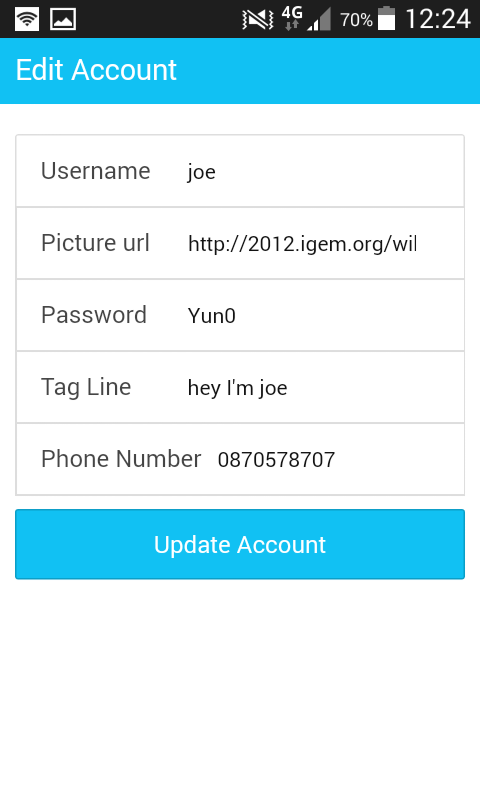 4G 70% 12:24
Edit Account
Username joe
Picture url http://2012.igem.org/wil
Password Yun0
Tag Line hey I'm joe
Phone Number 0870578707
Update Account